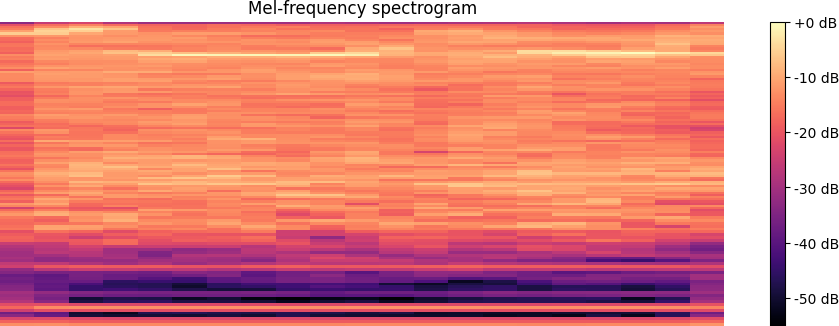 Mel-frequency spectrogram
+0 dB
-10 dB
-20 dB
-30 dB
-40 dB
-50 dB